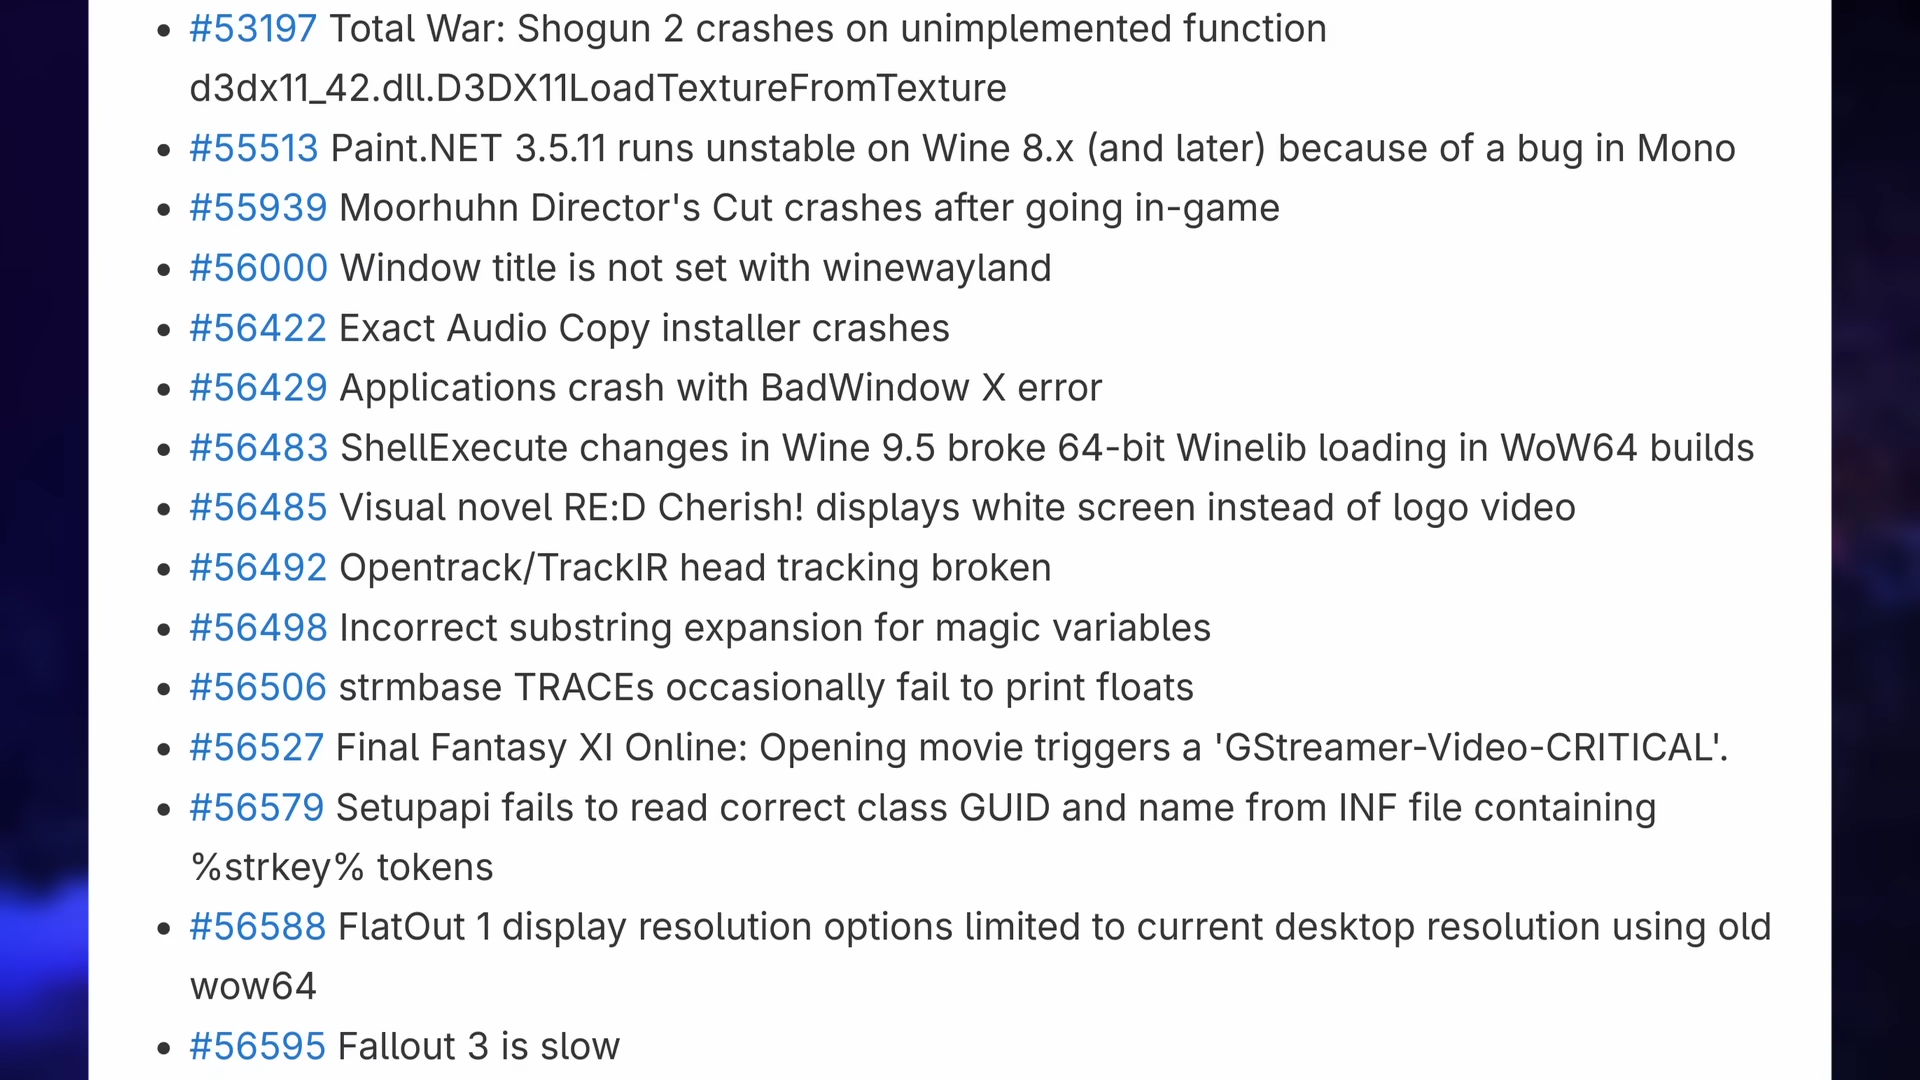 #53197 Total War: Shogun 2 crashes on unimplemented function
d3dx11_42.dll.D3DX11LoadTextureFromTexture
#55513 Paint.NET 3.5.11 runs unstable on Wine 8.x (and later) because of a bug in Mono
#55939 Moorhuhn Director's Cut crashes after going in-game
#56000 Window title is not set with winewayland
#56422 Exact Audio Copy installer crashes
#56429 Applications crash with BadWindow X error
#56483 ShellExecute changes in Wine 9.5 broke 64-bit Winelib loading in WoW64 builds
#56485 Visual novel RE:D Cherish! displays white screen instead of logo video
#56492 Opentrack/TrackIR head tracking broken
#56498 Incorrect substring expansion for magic variables
#56506 strmbase TRACEs occasionally fail to print floats
#56527 Final Fantasy XI Online: Opening movie triggers a 'GStreamer-Video-CRITICAL'.
#56579 Setupapi fails to read correct class GUID and name from INF file containing
%strkey% tokens
#56588 FlatOut 1 display resolution options limited to current desktop resolution using old
wow64
#56595 Fallout 3 is slow